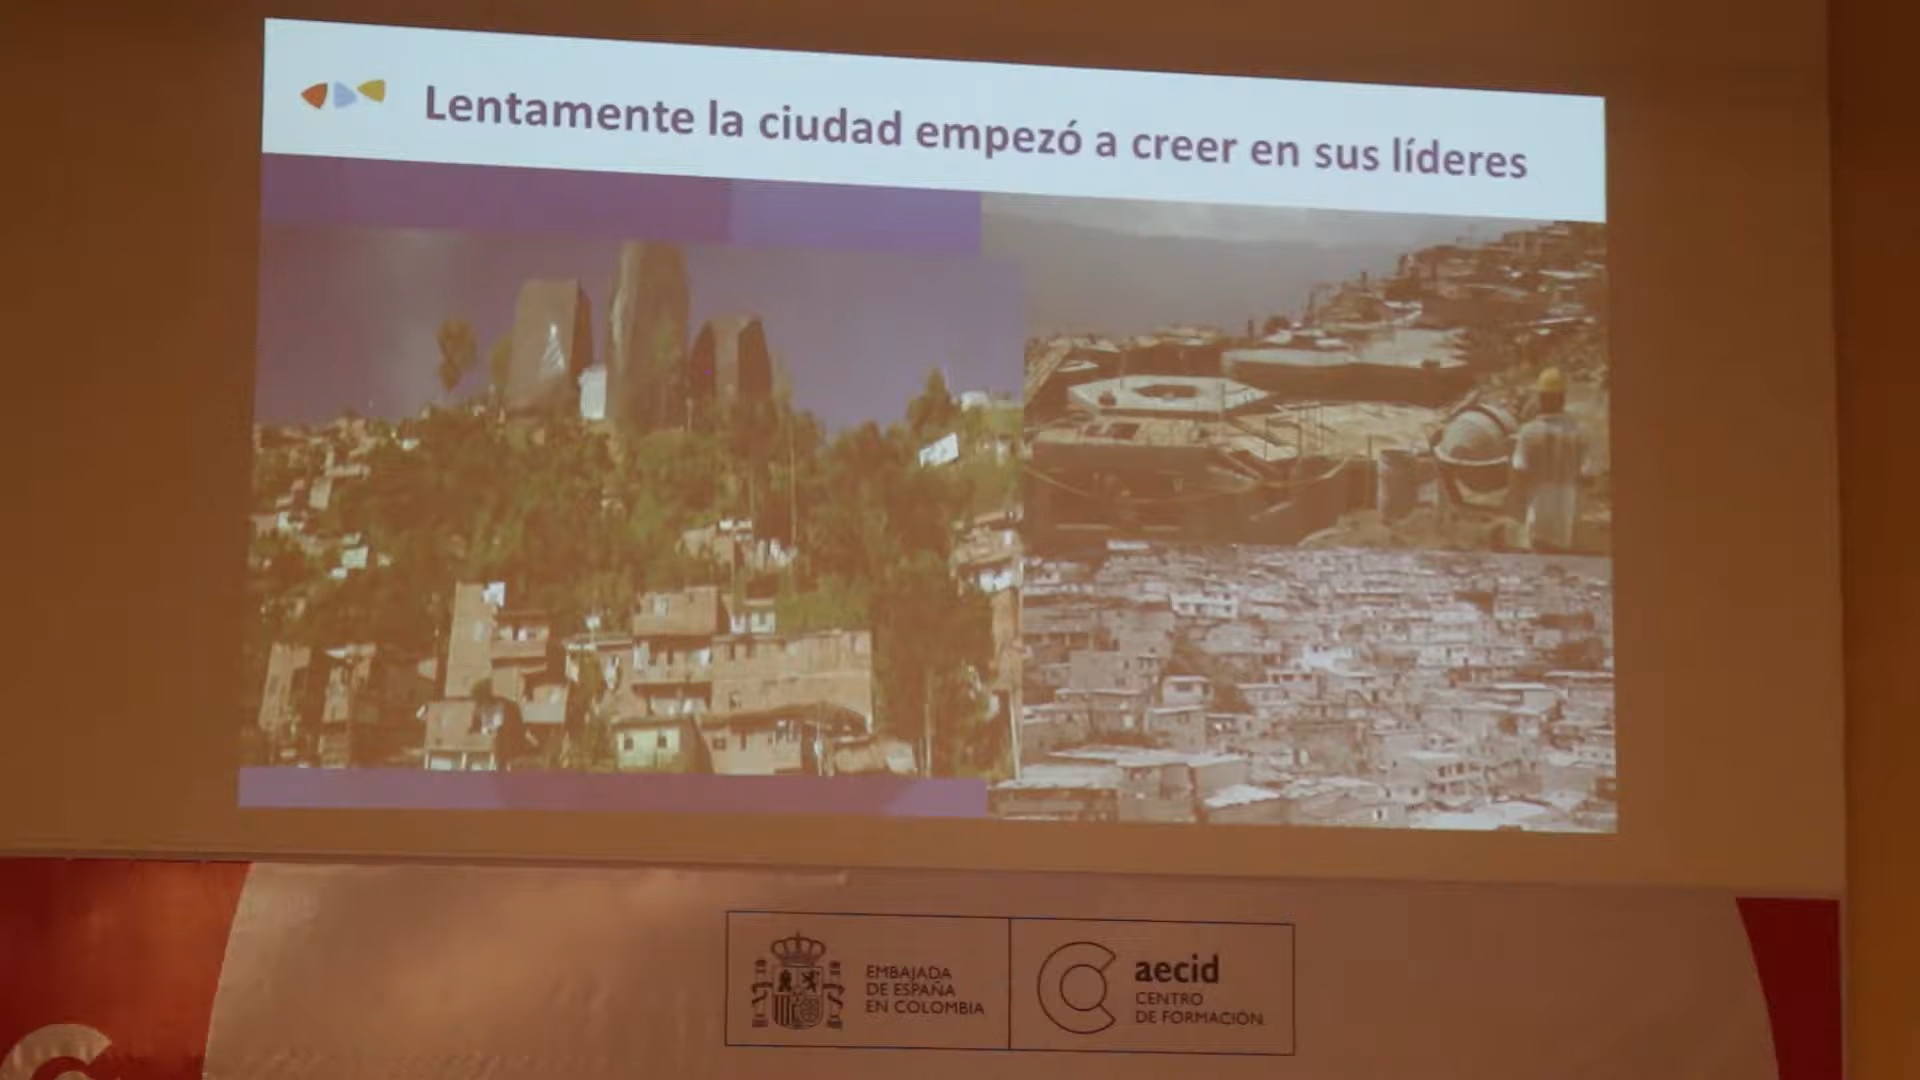 Lentamente la ciudad empezó a creer en sus líderes
EMBAJADA
DE ESPAÑA
EN COLOMBIA
aecid
CENTRO
DE FORMACIÓN